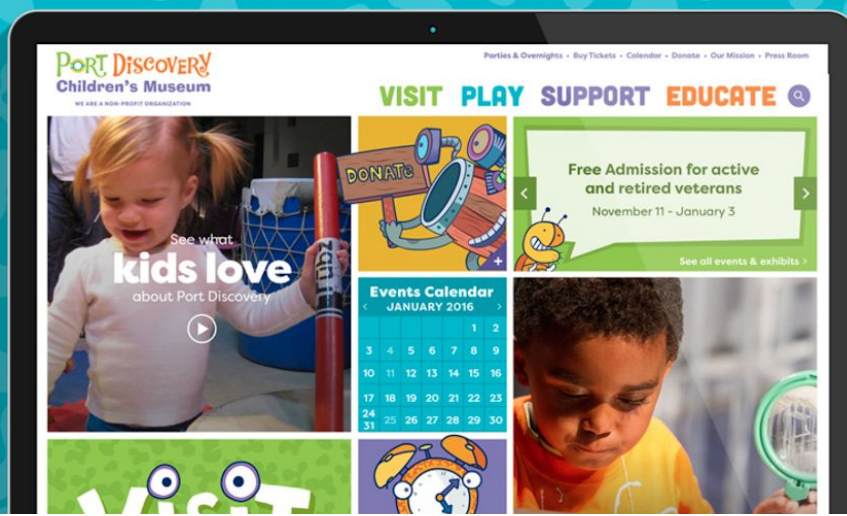 PORT DISCOVERY
Children's Museum
WE ARE A NON-PROFIT ORGANIZATION
Parties & Overnights • Buy Tickets • Calendar • Donate • Our Mission • Press Room
VISIT PLAY SUPPORT EDUCATE
See what
kids love
about Port Discovery
DONATE
+
<
Free Admission for active
and retired veterans
November 11 - January 3
>
See all events & exhibits >
Events Calendar
< JANUARY 2016 >
1 2
3 4 5 6 7 8 9
10 11 12 13 14 15 16
17 18 19 20 21 22 23
24 25 26 27 28 29 30
31
VISIT